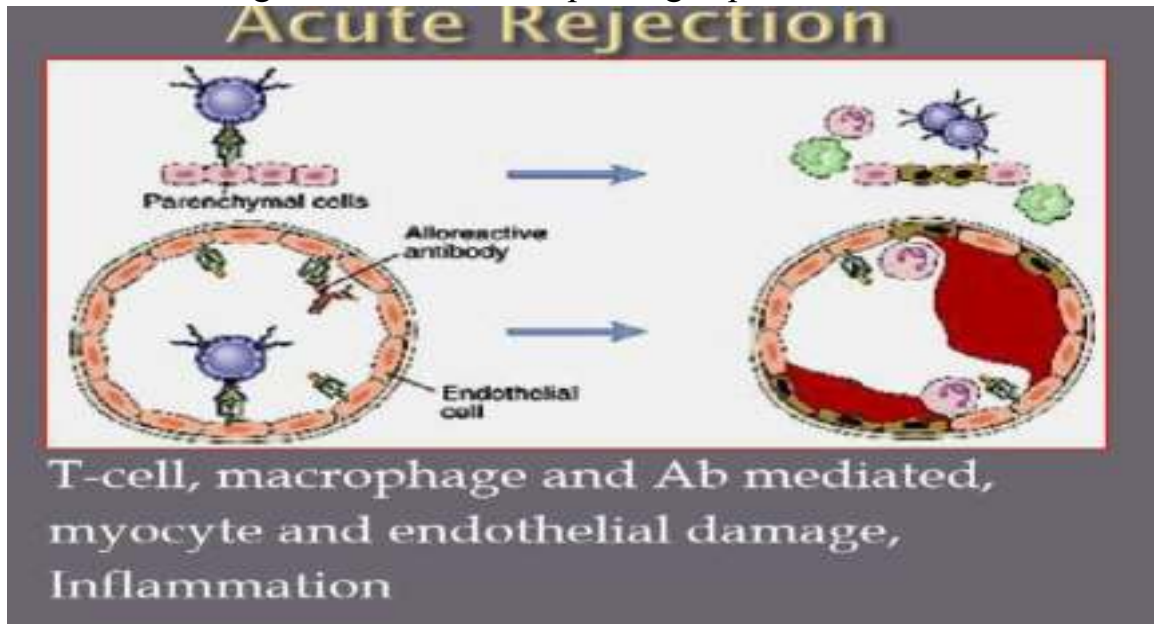 Acute Rejection
Parenchymal cells
Alloreactive
antibody
Endothelial
cell
T-cell, macrophage and Ab mediated,
myocyte and endothelial damage,
Inflammation